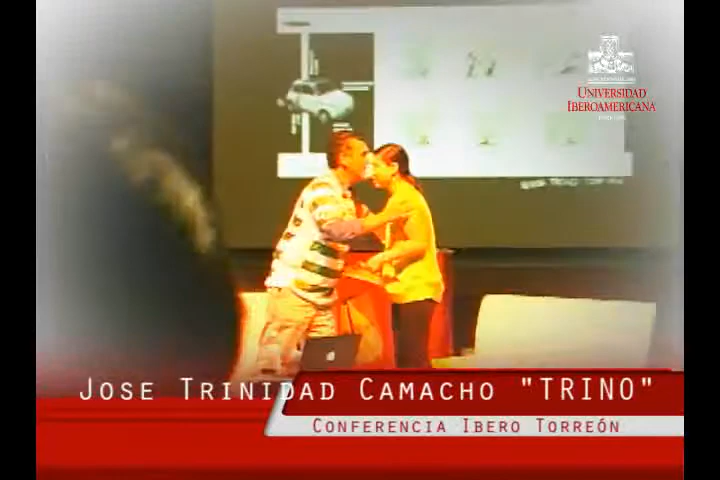 UNIVERSIDAD
IBEROAMERICANA
JOSE TRINIDAD CAMACHO "TRINO"
CONFERENCIA IBERO TORREÓN